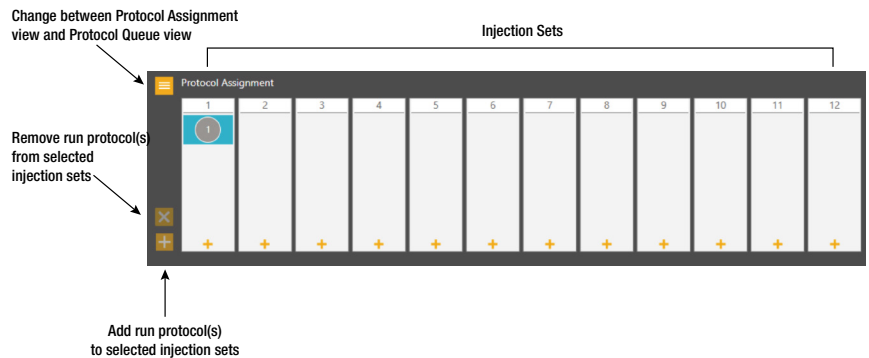 Change between Protocol Assignment
view and Protocol Queue view
Injection Sets
Protocol Assignment
1 2 3 4 5 6 7 8 9 10 11 12
1
Remove run protocol(s)
from selected
injection sets
Add run protocol(s)
to selected injection sets